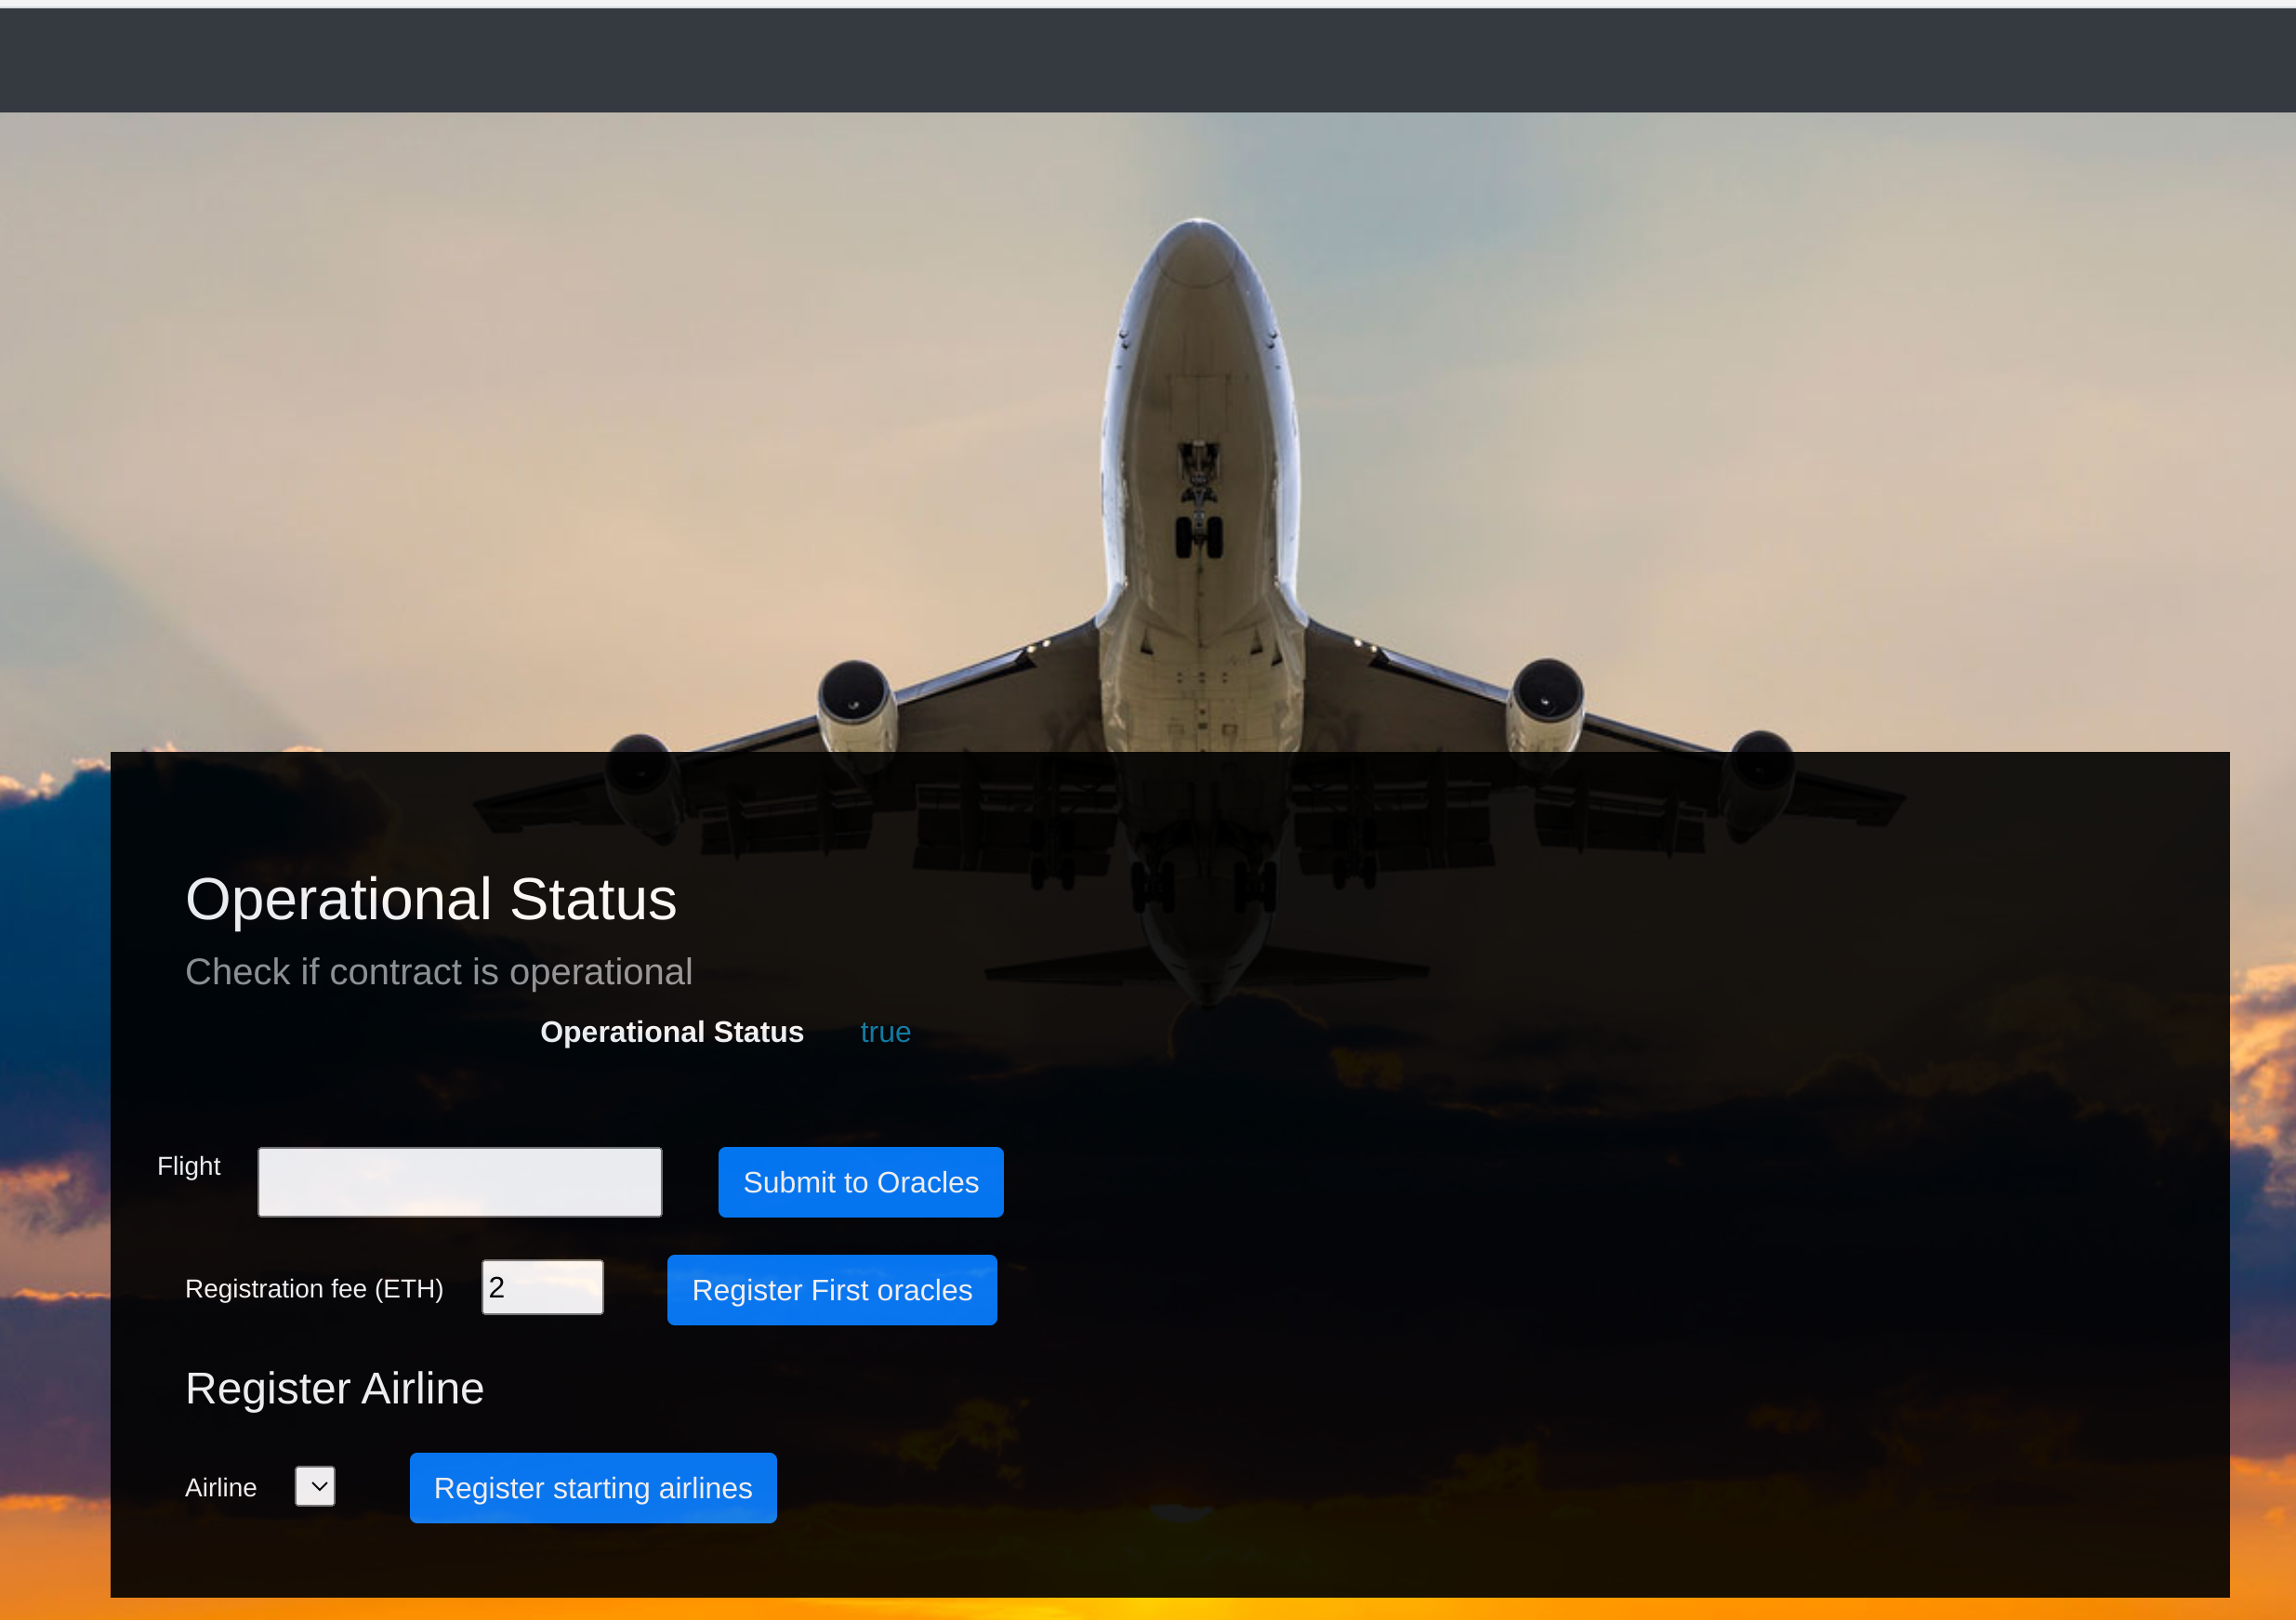 Operational Status
Check if contract is operational
Operational Status true
Flight Submit to Oracles
Registration fee (ETH) 2 Register First oracles
Register Airline
Airline Register starting airlines